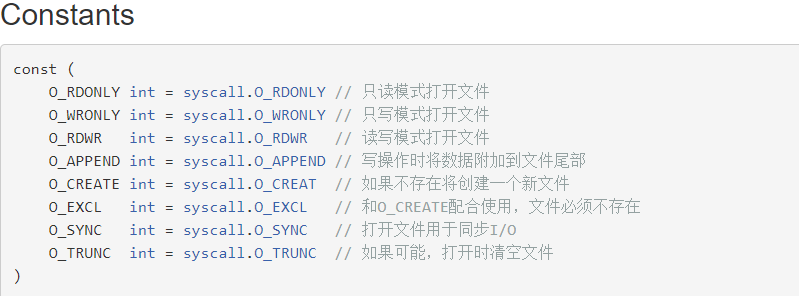 Constants
const (
    O_RDONLY int = syscall.O_RDONLY // 只读模式打开文件
    O_WRONLY int = syscall.O_WRONLY // 只写模式打开文件
    O_RDWR   int = syscall.O_RDWR   // 读写模式打开文件
    O_APPEND int = syscall.O_APPEND // 写操作时将数据附加到文件尾部
    O_CREATE int = syscall.O_CREAT  // 如果不存在将创建一个新文件
    O_EXCL   int = syscall.O_EXCL   // 和O_CREATE配合使用，文件必须不存在
    O_SYNC   int = syscall.O_SYNC   // 打开文件用于同步I/O
    O_TRUNC  int = syscall.O_TRUNC  // 如果可能，打开时清空文件
)